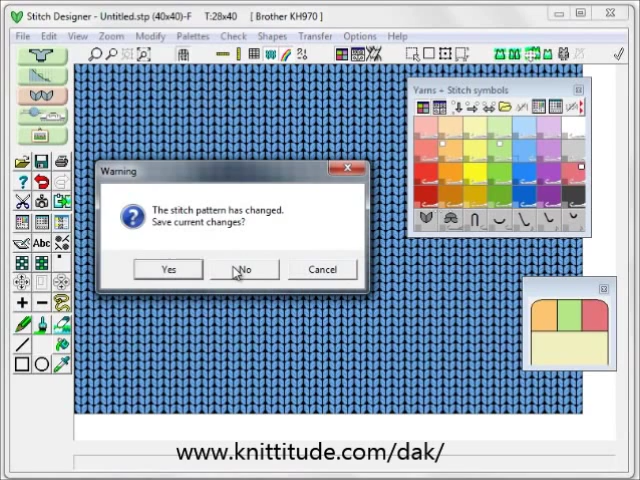 Stitch Designer - Untitled.stp (40x40)-F T:28x40 [ Brother KH970 ]
File Edit View Zoom Modify Palettes Check Shapes Transfer Options Help
Yarns + Stitch symbols
Warning
The stitch pattern has changed.
Save current changes?
Yes No Cancel
Abc
www.knittitude.com/dak/